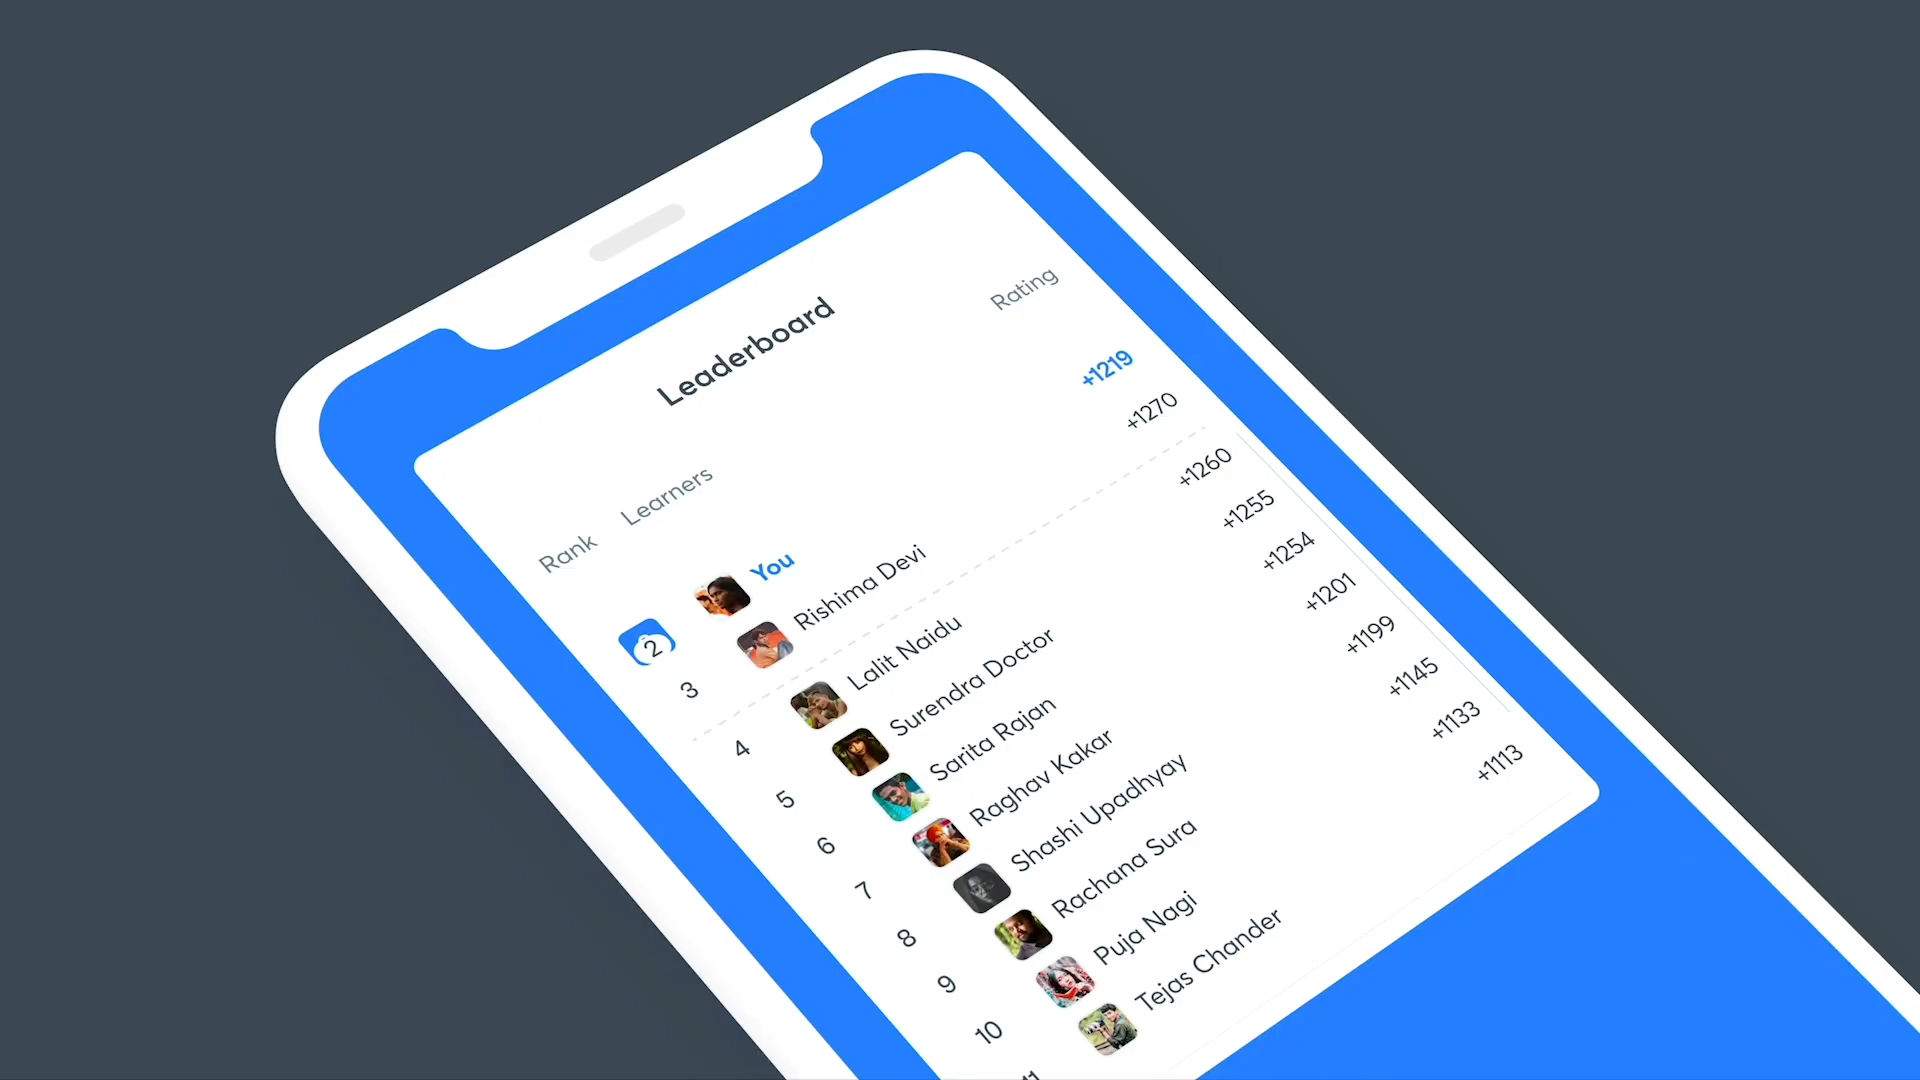 Leaderboard
Rank Learners Rating
2 You +1219
3 Rishima Devi +1270
4 Lalit Naidu +1260
5 Surendra Doctor +1255
6 Sarita Rajan +1254
7 Raghav Kakar +1201
8 Shashi Upadhyay +1199
9 Rachana Sura +1145
10 Puja Nagi +1133
11 Tejas Chander +1113